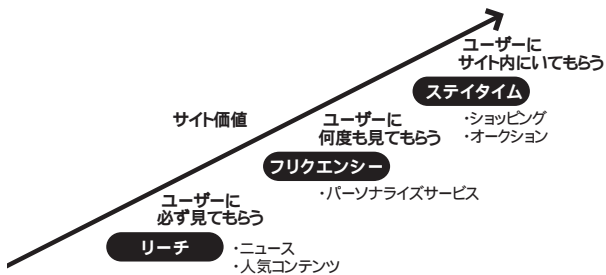 ユーザーに
サイト内にいてもらう
ステイタイム
・ショッピング
・オークション
サイト価値
ユーザーに
何度も見てもらう
フリクエンシー
・パーソナライズサービス
ユーザーに
必ず見てもらう
リーチ
・ニュース
・人気コンテンツ